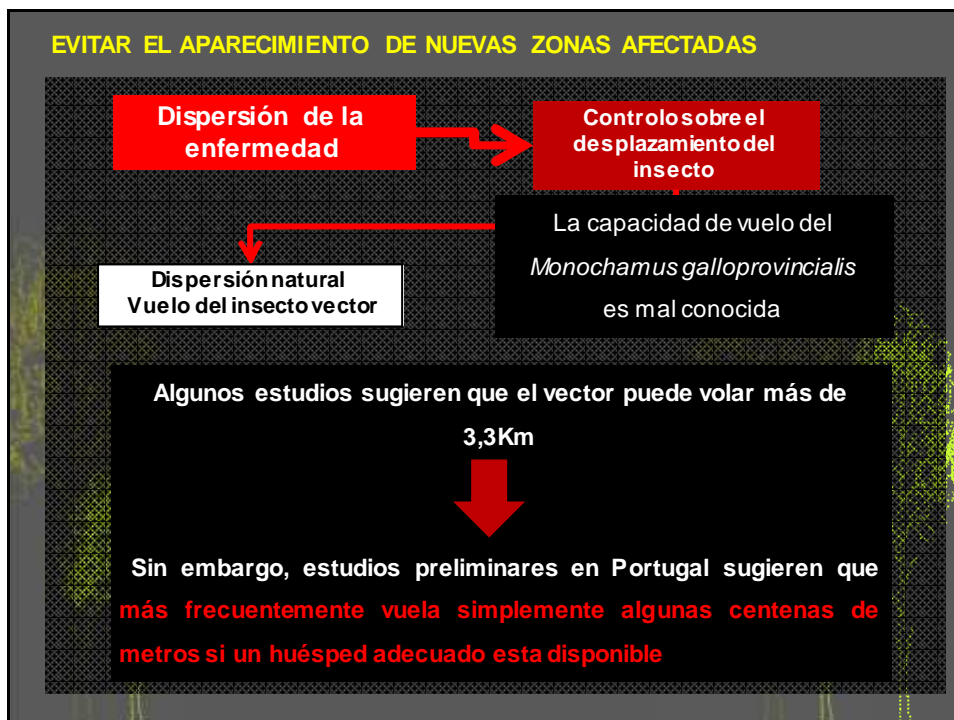 EVITAR EL APARECIMIENTO DE NUEVAS ZONAS AFECTADAS
Dispersión de la
enfermedad
Controlo sobre el
desplazamiento del
insecto
La capacidad de vuelo del
Monochamus galloprovincialis
es mal conocida
Dispersión natural
Vuelo del insecto vector
Algunos estudios sugieren que el vector puede volar más de
3,3Km
Sin embargo, estudios preliminares en Portugal sugieren que
más frecuentemente vuela simplemente algunas centenas de
metros si un huésped adecuado esta disponible